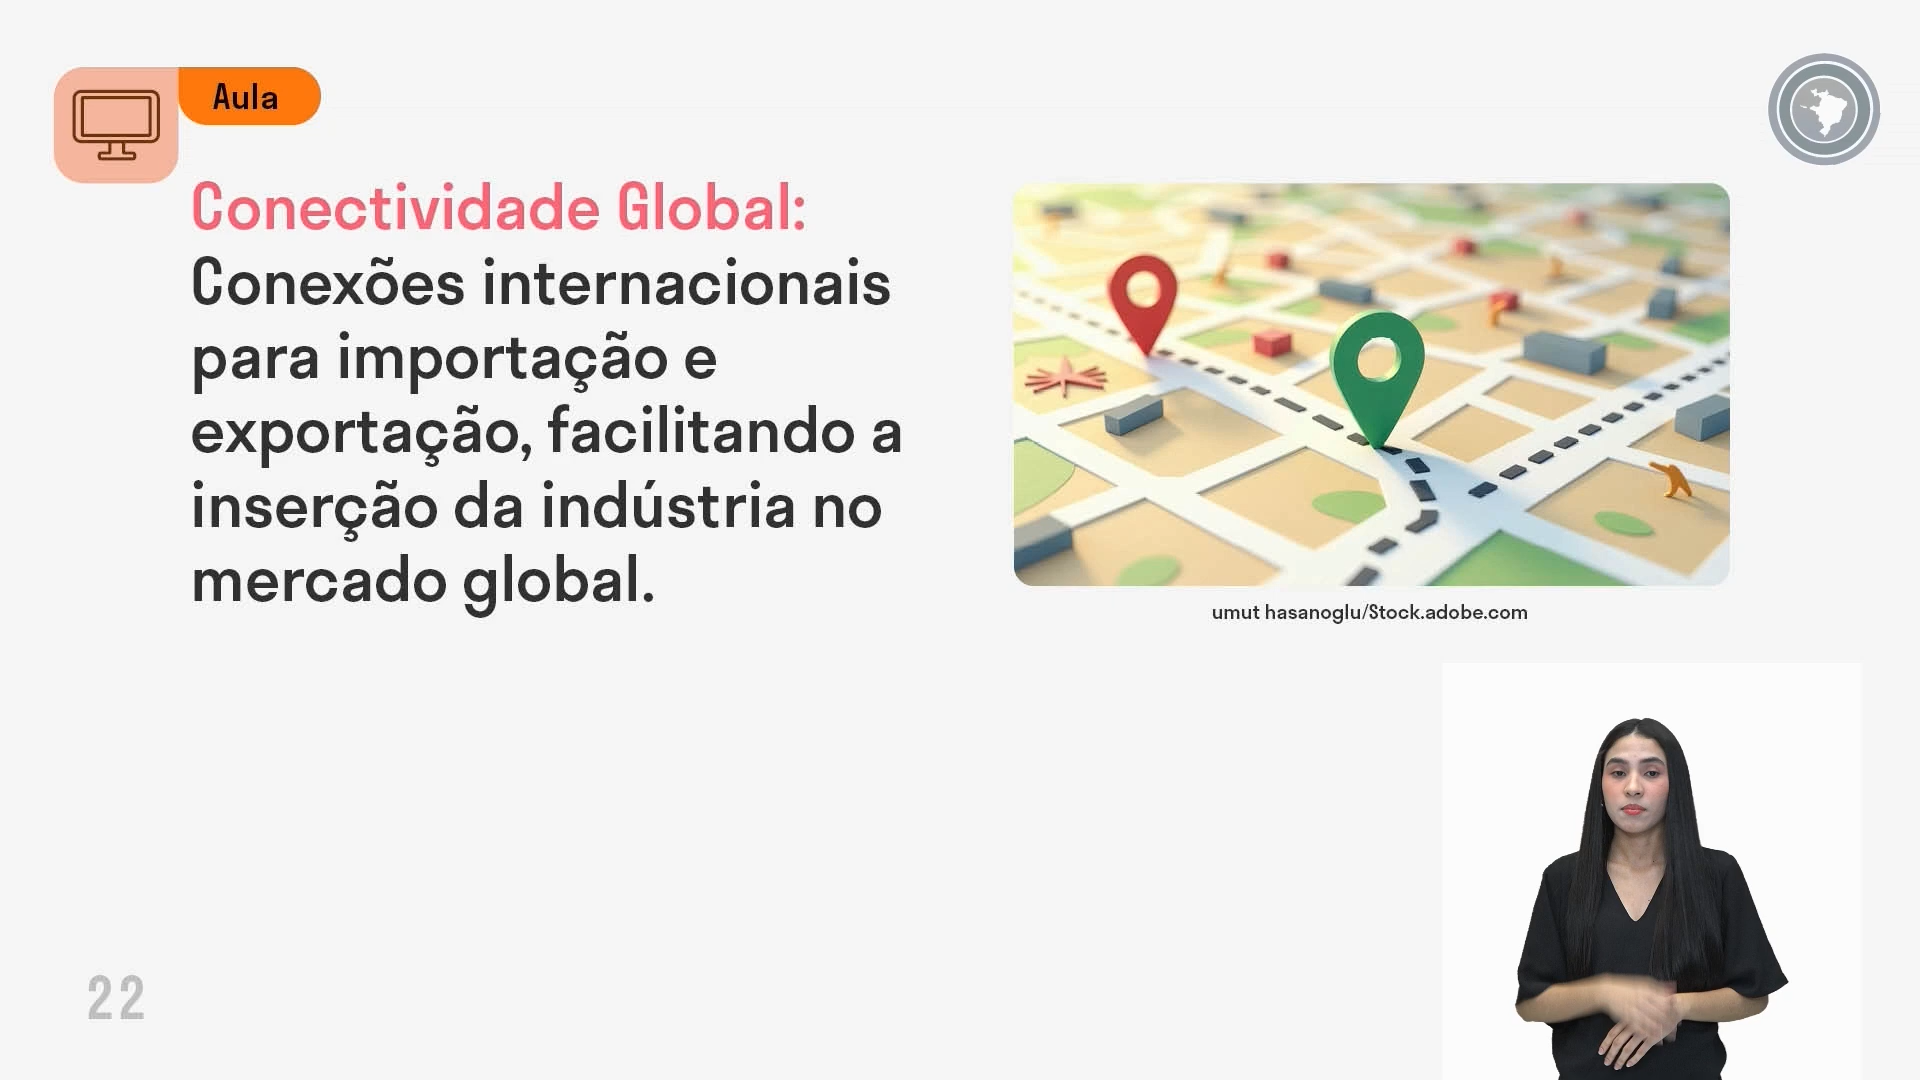 Aula
Conectividade Global:
Conexões internacionais
para importação e
exportação, facilitando a
inserção da indústria no
mercado global.
umut hasanoglu/Stock.adobe.com
22